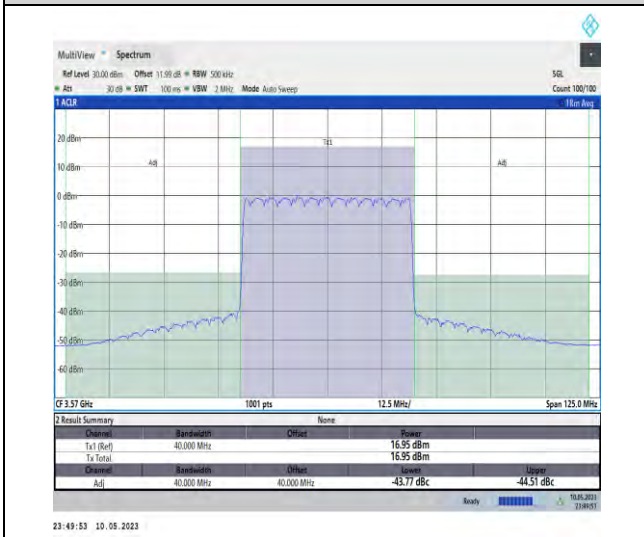 MultiView Spectrum
Ref Level 30.00 dBm Offset 11.99 dB RBW 500 kHz SGL
Att 30 dB SWT 100 ms VBW 2 MHz Mode Auto Sweep Count 100/100
1 ACLR 1Rm Avg
20 dBm Tx1
10 dBm Adj Adj
0 dBm
-10 dBm
-20 dBm
-30 dBm
-40 dBm
-50 dBm
-60 dBm
CF 3.57 GHz 1001 pts 12.5 MHz/ Span 125.0 MHz
2 Result Summary None
Channel Bandwidth Offset Power
Tx1 (Ref) 40.000 MHz 16.95 dBm
Tx Total 16.95 dBm
Channel Bandwidth Offset Lower Upper
Adj 40.000 MHz 40.000 MHz -43.77 dBc -44.51 dBc
Ready 10.05.2023
23:49:53
23:49:53 10.05.2023